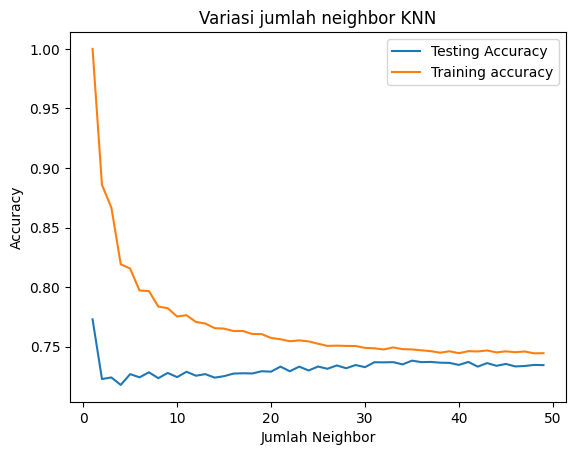 Variasi jumlah neighbor KNN
Testing Accuracy
Training accuracy
1.00
0.95
0.90
0.85
0.80
0.75
Accuracy
0
10
20
30
40
50
Jumlah Neighbor